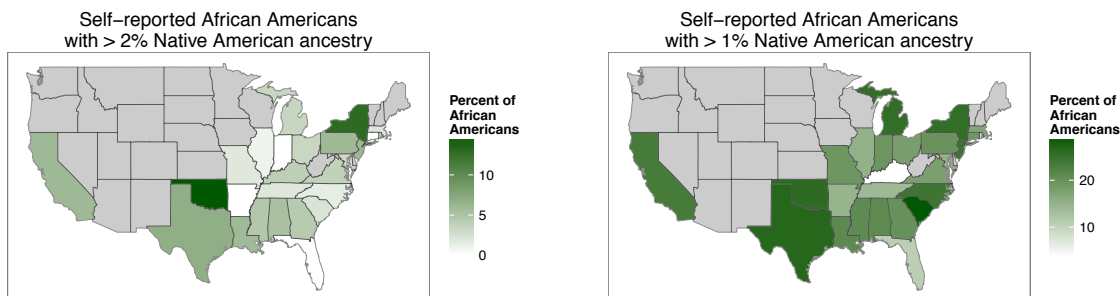 Self−reported African Americans
with > 2% Native American ancestry
Percent of
African
Americans
10
5
0
Self−reported African Americans
with > 1% Native American ancestry
Percent of
African
Americans
20
10